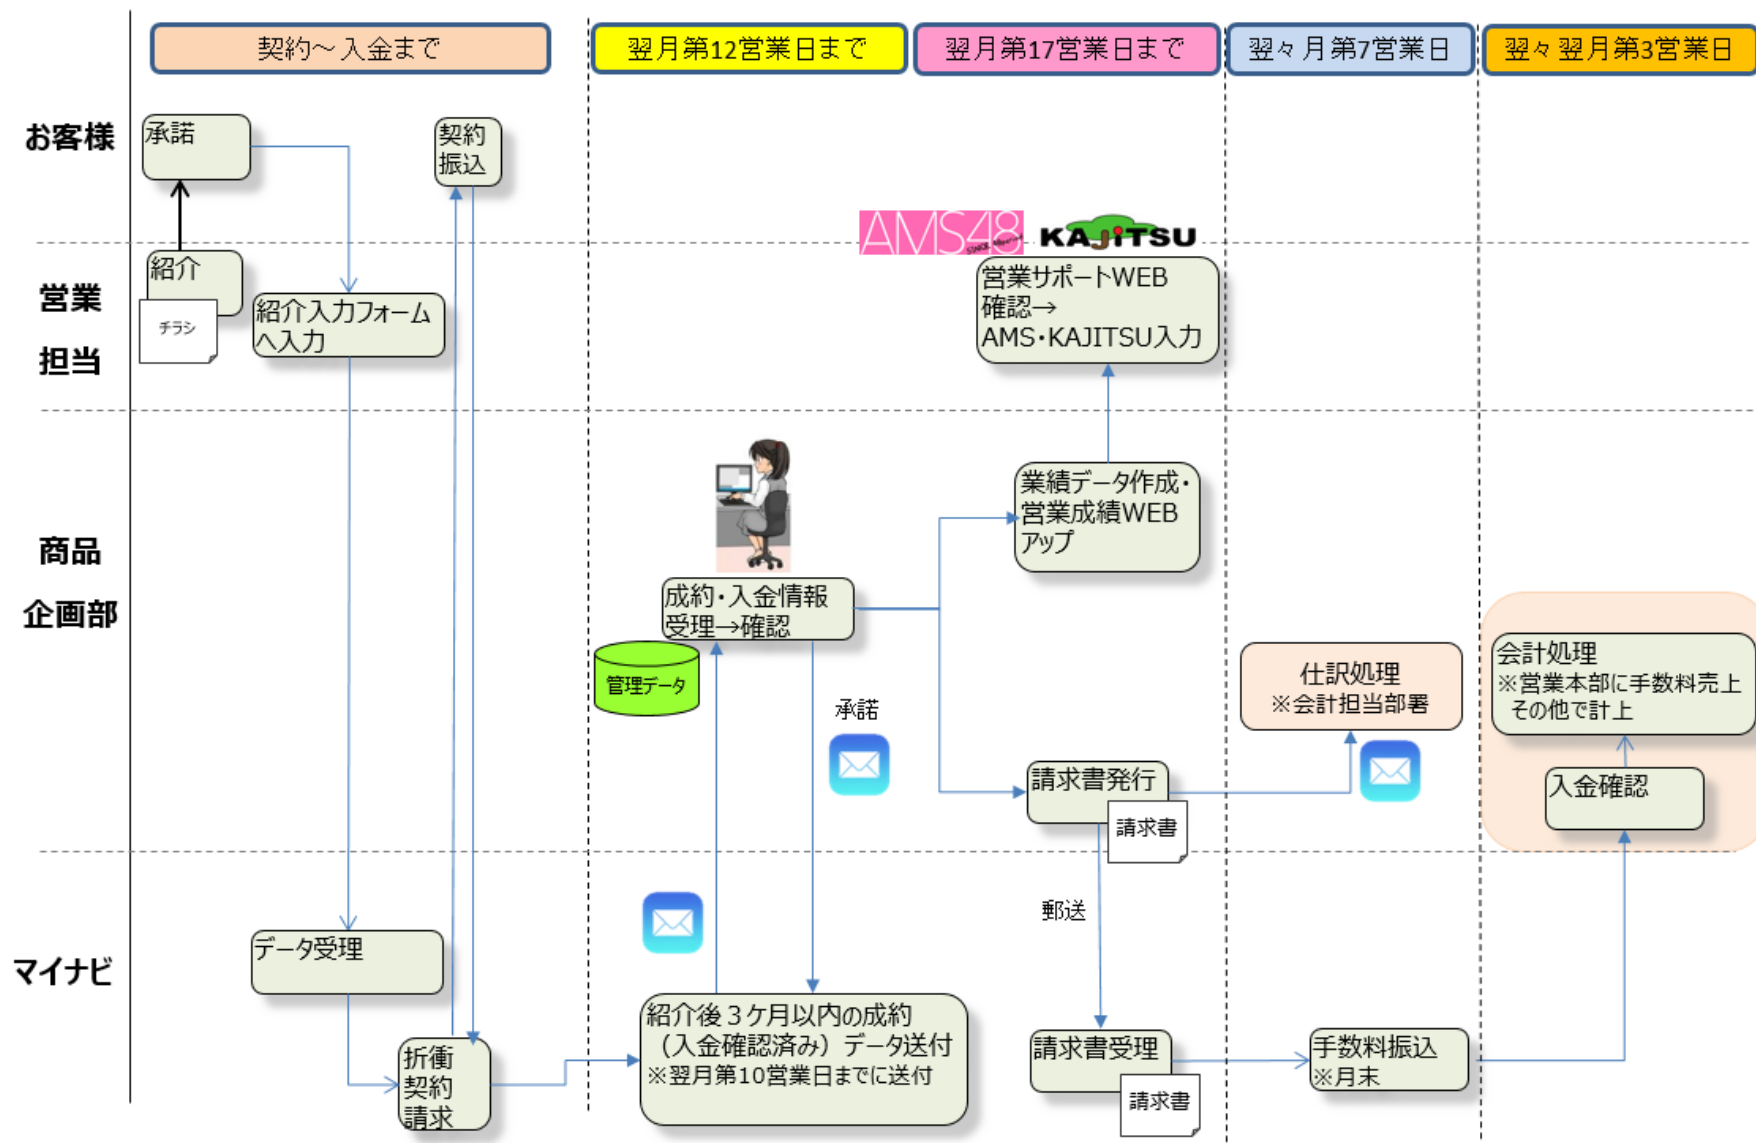 契約～入金まで
翌月第12営業日まで
翌月第17営業日まで
翌々月第7営業日
翌々翌月第3営業日
お客様
承諾
契約
振込
AMS48
KAJiTSU
営業
担当
紹介
チラシ
紹介入力フォーム
へ入力
営業サポートWEB
確認→
AMS・KAJITSU入力
商品
企画部
業績データ作成・
営業成績WEB
アップ
成約・入金情報
受理→確認
管理データ
承諾
請求書発行
請求書
仕訳処理
※会計担当部署
会計処理
※営業本部に手数料売上
その他で計上
入金確認
マイナビ
データ受理
折衝
契約
請求
紹介後３ケ月以内の成約
（入金確認済み）データ送付
※翌月第10営業日までに送付
郵送
請求書受理
請求書
手数料振込
※月末